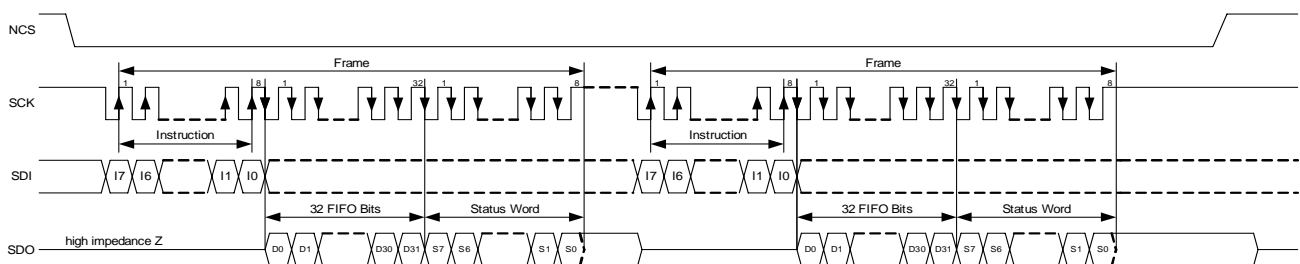 NCS
Frame Frame
1 8 1 32 1 8 1 8 1 32 1 8
SCK
Instruction Instruction
SDI I7 I6 I1 I0 I7 I6 I1 I0
32 FIFO Bits Status Word 32 FIFO Bits Status Word
high impedance Z
SDO D0 D1 D30 D31 S7 S6 S1 S0 D0 D1 D30 D31 S7 S6 S1 S0